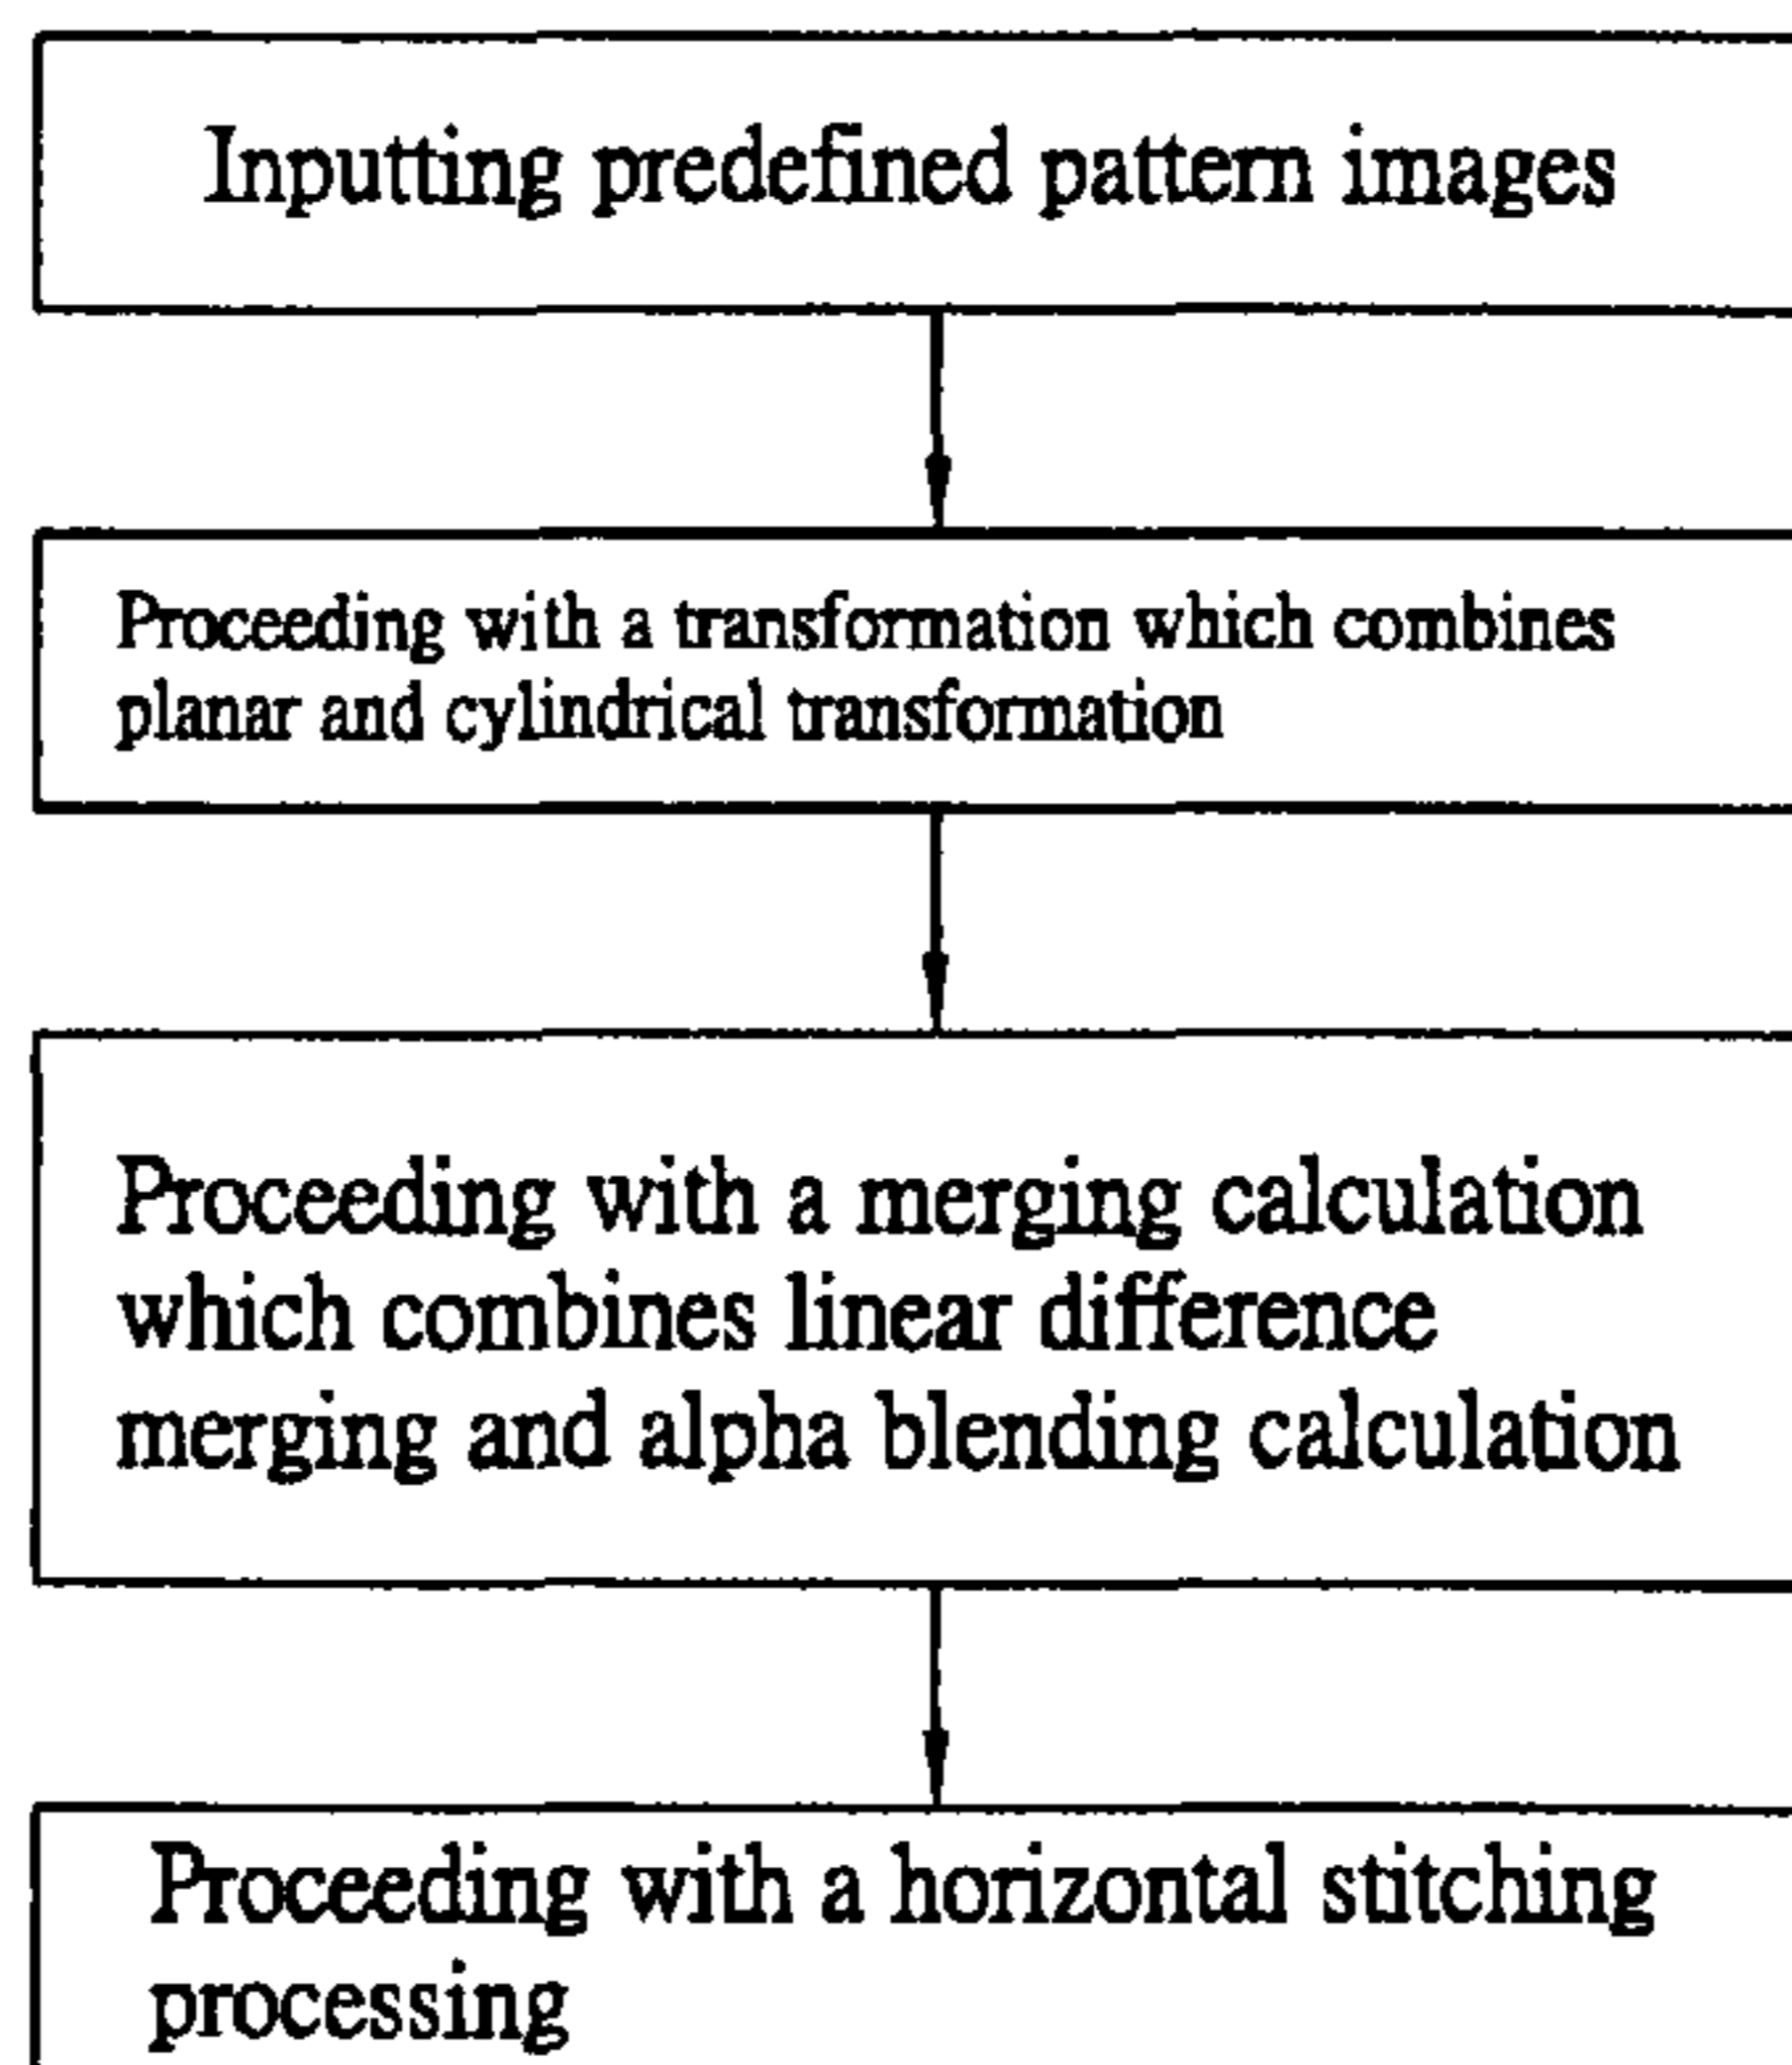 Inputting predefined pattern images
Proceeding with a transformation which combines
planar and cylindrical transformation
Proceeding with a merging calculation
which combines linear difference
merging and alpha blending calculation
Proceeding with a horizontal stitching
processing